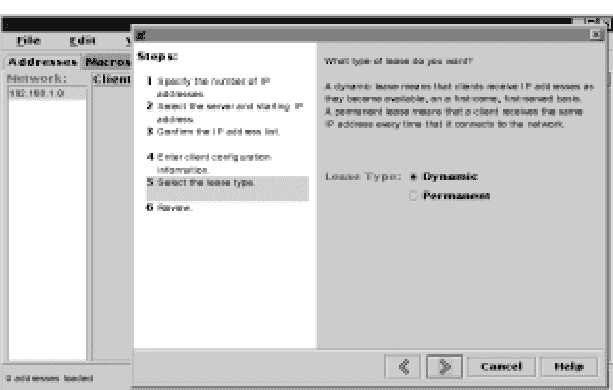 File Edit
Addresses Macros
Network: Client
192.168.1.0
0 addresses loaded
Steps:
1 Specify the number of IP
addresses.
2 Select the server and starting IP
address.
3 Confirm the IP address list.
4 Enter client configuration
information.
5 Select the lease type.
6 Review.
What type of lease do you want?
A dynamic lease means that clients receive IP addresses as
they become available, on a first-come, first-served basis.
A permanent lease means that a client receives the same
IP address every time that it connects to the network.
Lease Type: Dynamic
Permanent
Cancel Help